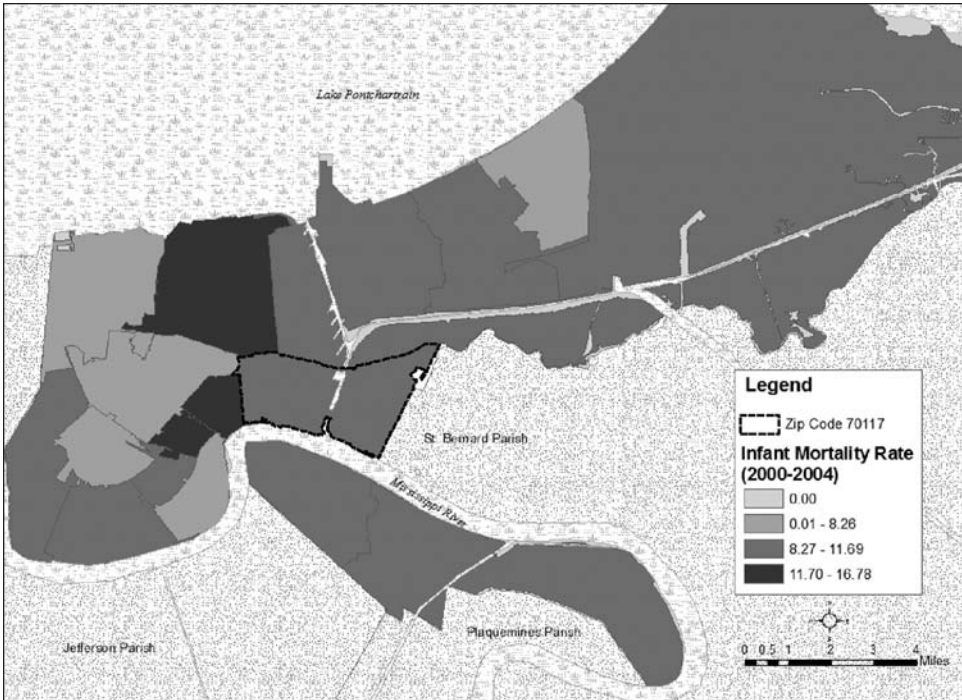 Lake Pontchartrain
Legend
Zip Code 70117
Infant Mortality Rate
(2000-2004)
0.00
0.01 - 8.26
8.27 - 11.69
11.70 - 16.78
St. Bernard Parish
Mississippi River
Jefferson Parish
Plaquemines Parish
0 0.5 1 2 3 4
Miles